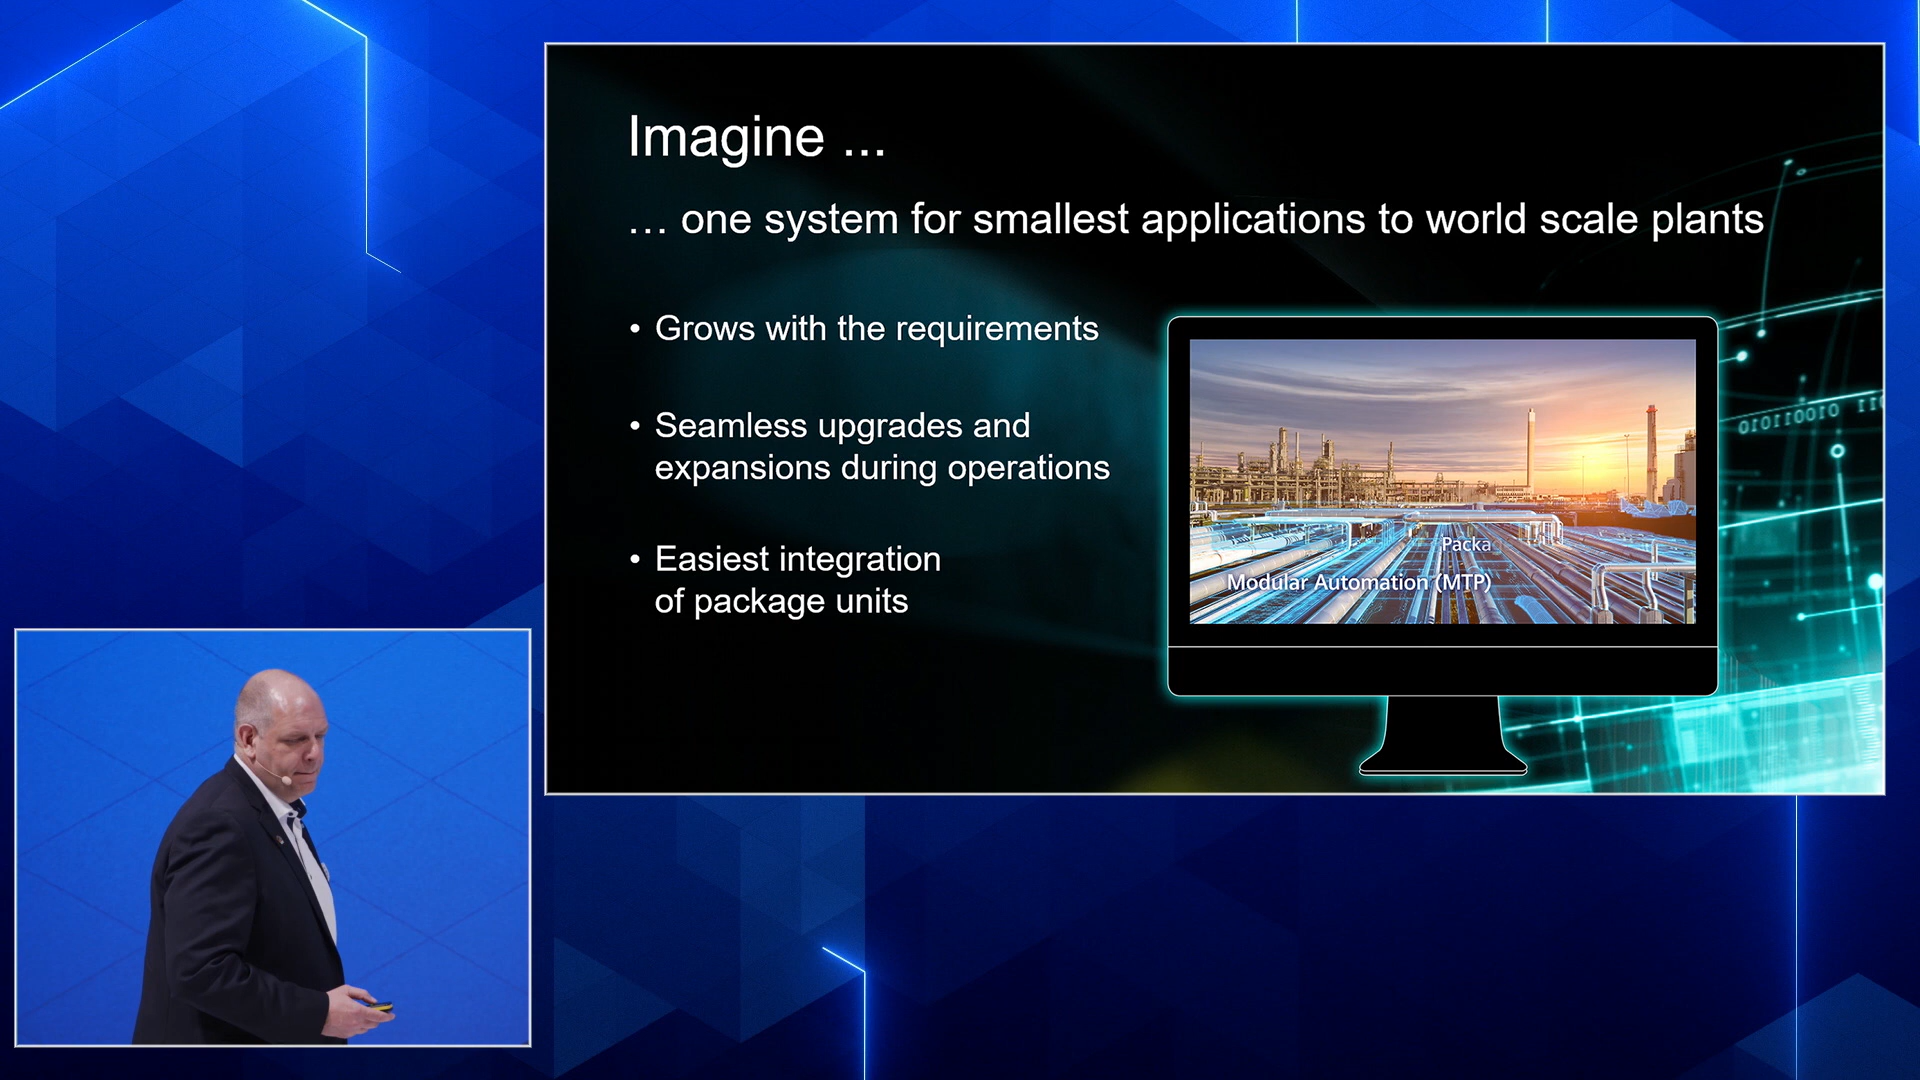 Imagine ...
… one system for smallest applications to world scale plants
• Grows with the requirements
• Seamless upgrades and
expansions during operations
• Easiest integration
of package units
Packa
Modular Automation (MTP)